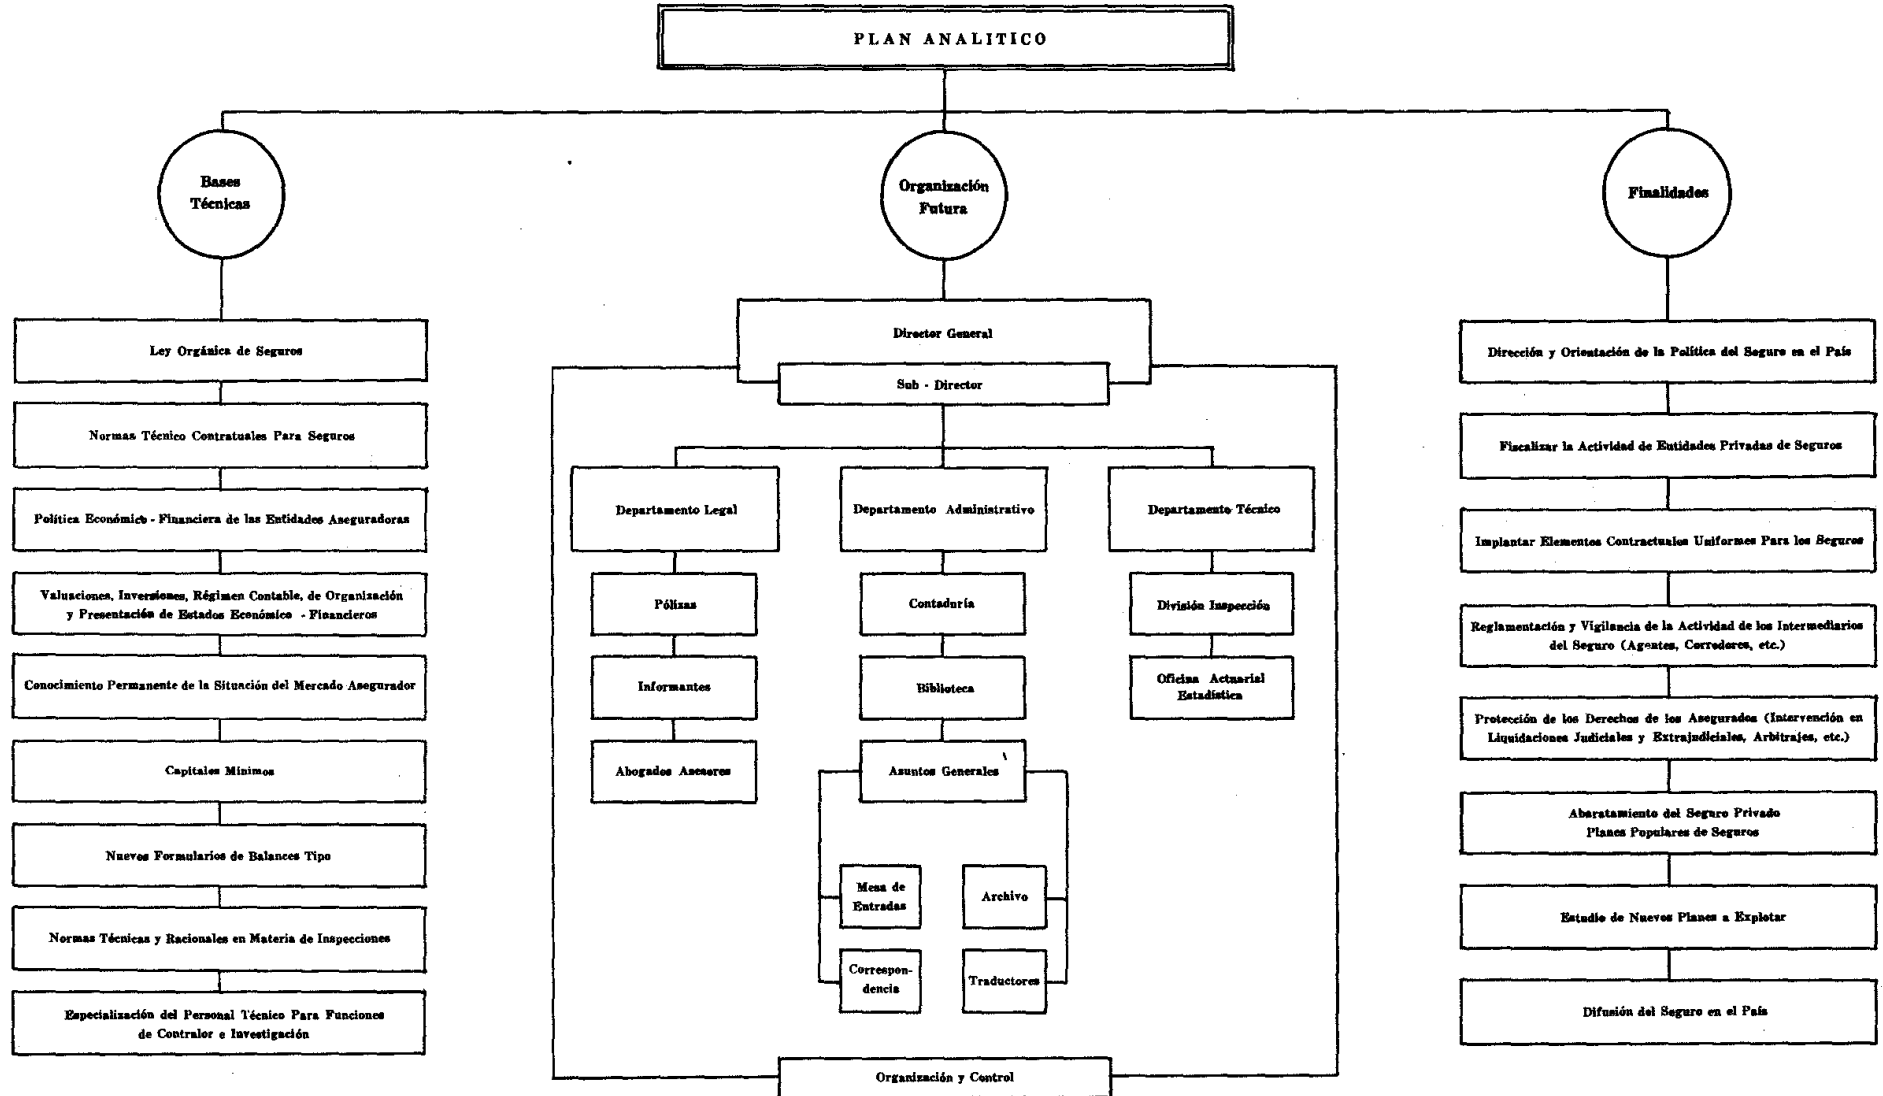 PLAN ANALITICO
Bases
Técnicas
Organización
Futura
Finalidades
Ley Orgánica de Seguros
Normas Técnico Contratuales Para Seguros
Política Económico - Financiera de las Entidades Aseguradoras
Valuaciones, Inversiones, Régimen Contable, de Organización
y Presentación de Estados Económico - Financieros
Conocimiento Permanente de la Situación del Mercado Asegurador
Capitales Mínimos
Nuevos Formularios de Balances Tipo
Normas Técnicas y Racionales en Materia de Inspecciones
Especialización del Personal Técnico Para Funciones
de Contralor e Investigación
Director General
Sub - Director
Departamento Legal
Pólizas
Informantes
Abogados Asesores
Departamento Administrativo
Contaduría
Biblioteca
Asuntos Generales
Mesa de
Entradas
Correspon-
dencia
Archivo
Traductores
Departamento Técnico
División Inspección
Oficina Actuarial
Estadística
Organización y Control
Dirección y Orientación de la Política del Seguro en el País
Fiscalizar la Actividad de Entidades Privadas de Seguros
Implantar Elementos Contractuales Uniformes Para los Seguros
Reglamentación y Vigilancia de la Actividad de los Intermediarios
del Seguro (Agentes, Corredores, etc.)
Protección de los Derechos de los Asegurados (Intervención en
Liquidaciones Judiciales y Extrajudiciales, Arbitrajes, etc.)
Abaratamiento del Seguro Privado
Planes Populares de Seguros
Estudio de Nuevos Planes a Explotar
Difusión del Seguro en el País